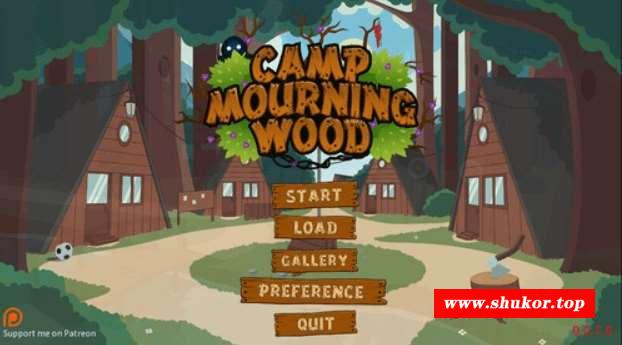 CAMP
MOURNING
WOOD
START
LOAD
GALLERY
PREFERENCE
QUIT
www.shukor.top
Support me on Patreon